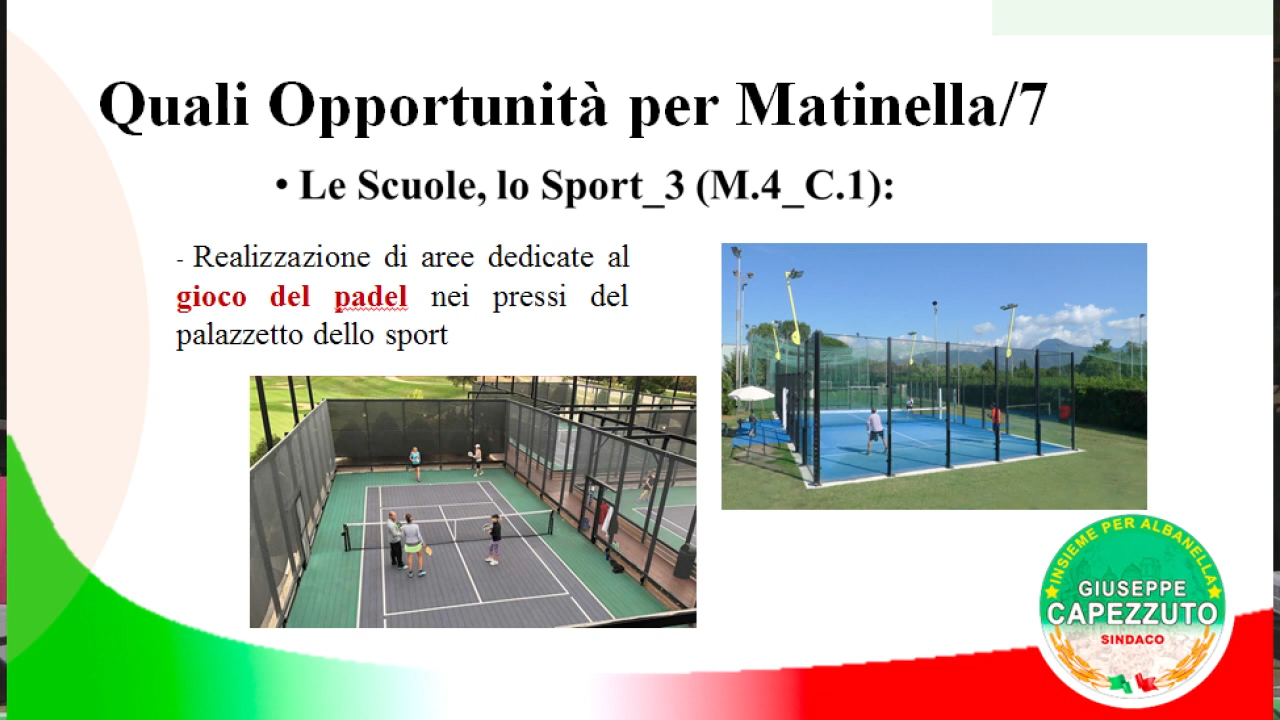 Quali Opportunità per Matinella/7
• Le Scuole, lo Sport_3 (M.4_C.1):
- Realizzazione di aree dedicate al
gioco del padel nei pressi del
palazzetto dello sport
INSIEME PER ALBANELLA
GIUSEPPE
CAPEZZUTO
SINDACO